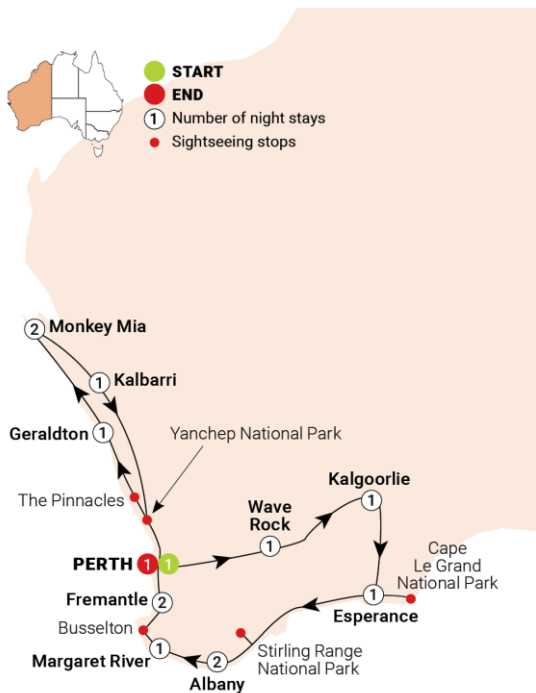 START
END
1 Number of night stays
Sightseeing stops
2 Monkey Mia
1 Kalbarri
Geraldton 1
Yanchep National Park
The Pinnacles
Kalgoorlie
1
Wave
Rock
1
PERTH 1 1
Cape
Le Grand
National Park
Fremantle 2
1
Esperance
Busselton
Margaret River 1
2
Albany
Stirling Range
National Park